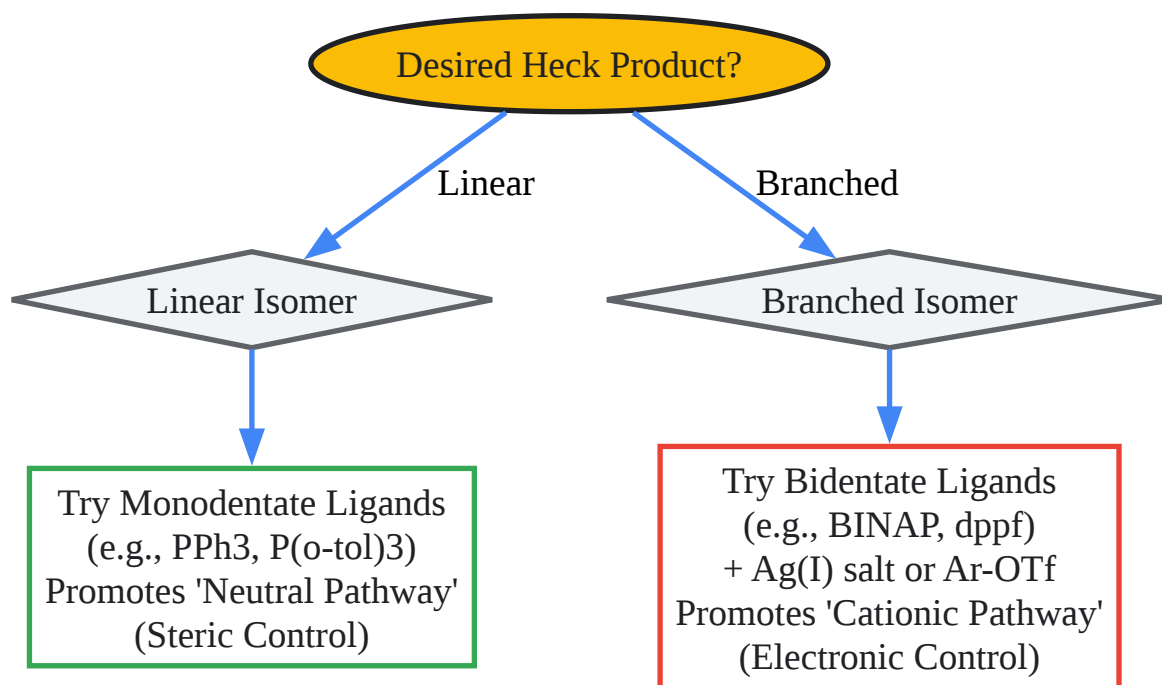 Desired Heck Product?
Linear
Branched
Linear Isomer
Branched Isomer
Try Monodentate Ligands
(e.g., PPh3, P(o-tol)3)
Promotes 'Neutral Pathway'
(Steric Control)
Try Bidentate Ligands
(e.g., BINAP, dppf)
+ Ag(I) salt or Ar-OTf
Promotes 'Cationic Pathway'
(Electronic Control)